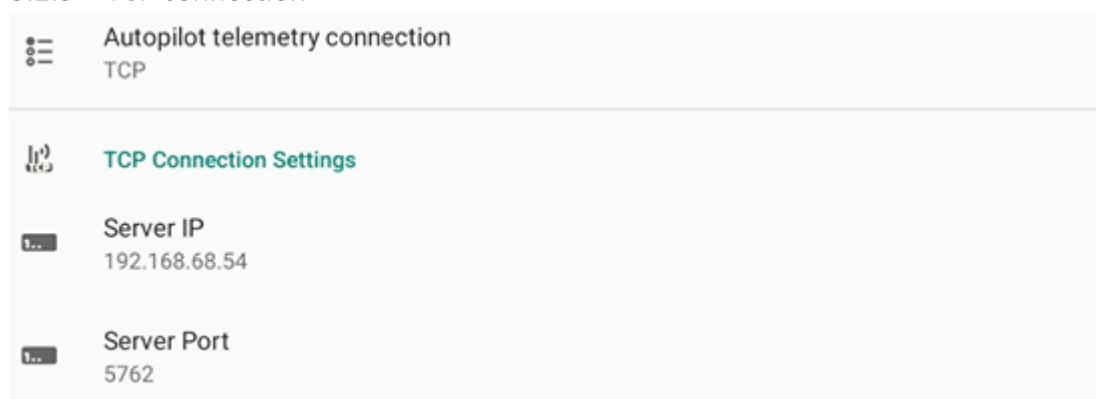 Autopilot telemetry connection
TCP
TCP Connection Settings
Server IP
192.168.68.54
Server Port
5762